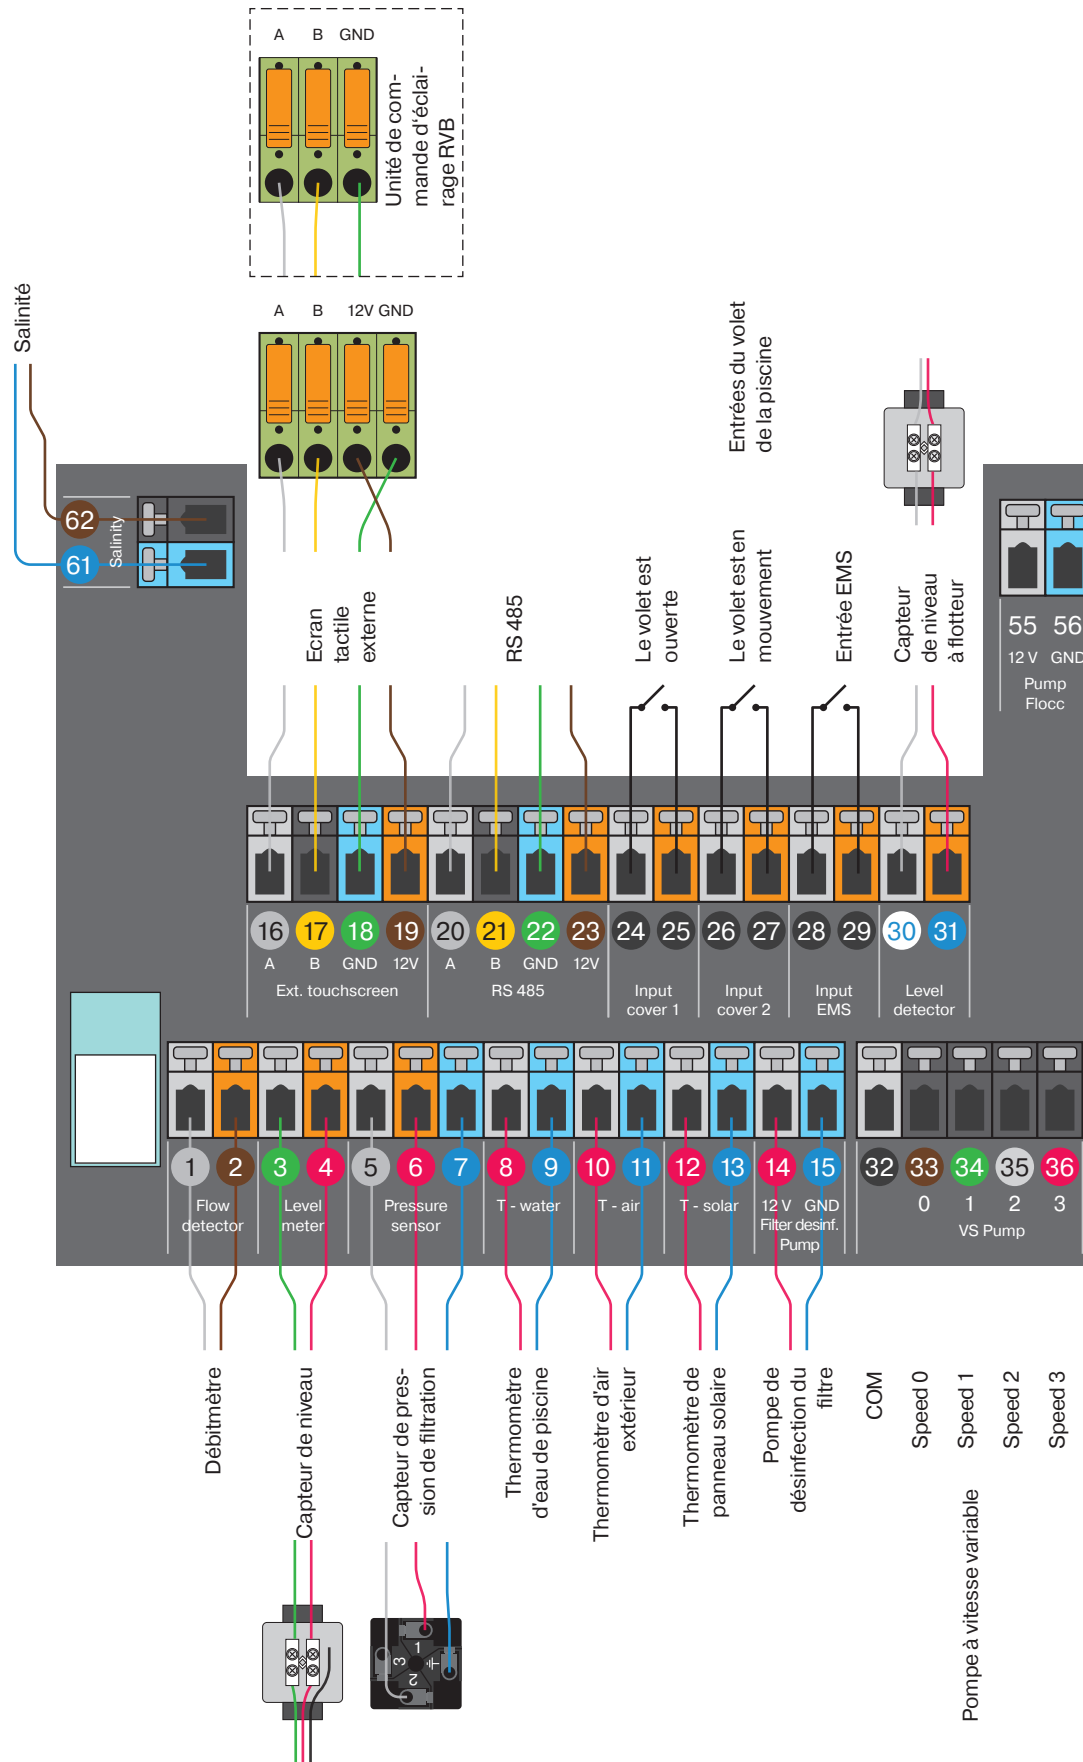 A B GND
Unité de com-
mande d'éclai-
rage RVB
Salinité
A B 12V GND
Entrées du volet
de la piscine
62
61
Salinity
Ecran
tactile
externe
RS 485
Le volet est
ouverte
Le volet est en
mouvement
Entrée EMS
Capteur
de niveau
à flotteur
55 56
12 V GND
Pump
Flocc
16 17 18 19 20 21 22 23 24 25 26 27 28 29 30 31
A B GND 12V A B GND 12V
Ext. touchscreen
RS 485
Input
cover 1
Input
cover 2
Input
EMS
Level
detector
1 2 3 4 5 6 7 8 9 10 11 12 13 14 15 32 33 34 35 36
Flow
detector
Level
meter
Pressure
sensor
T - water
T - air
T - solar
12 V GND
Filter desinf.
Pump
0 1 2 3
VS Pump
Débitmètre
Capteur de niveau
Capteur de pres-
sion de filtration
Thermomètre
d'eau de piscine
Thermomètre d'air
extérieur
Thermomètre de
panneau solaire
Pompe de
désinfection du
filtre
COM
Speed 0
Speed 1
Speed 2
Speed 3
Pompe à vitesse variable
1
3
2